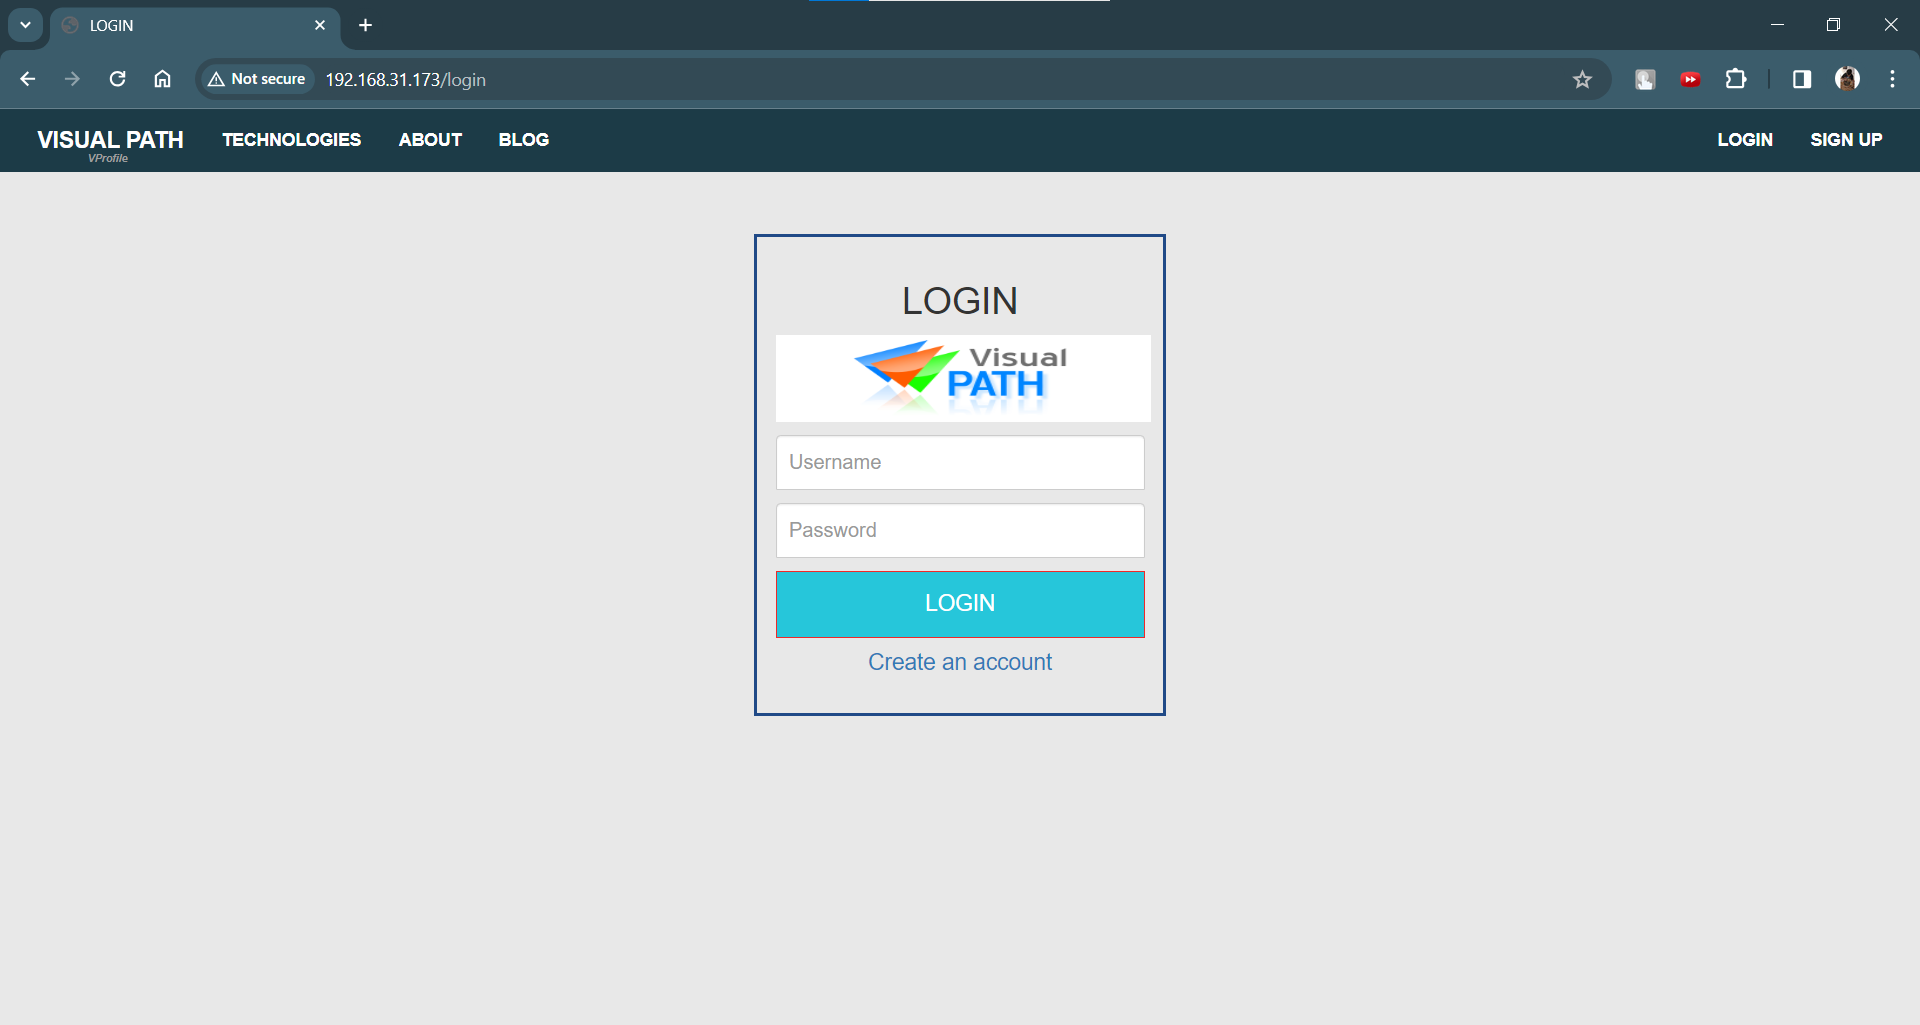 LOGIN
Not secure 192.168.31.173/login
VISUAL PATH TECHNOLOGIES ABOUT BLOG LOGIN SIGN UP
VProfile
LOGIN
Visual
PATH
Username
Password
LOGIN
Create an account